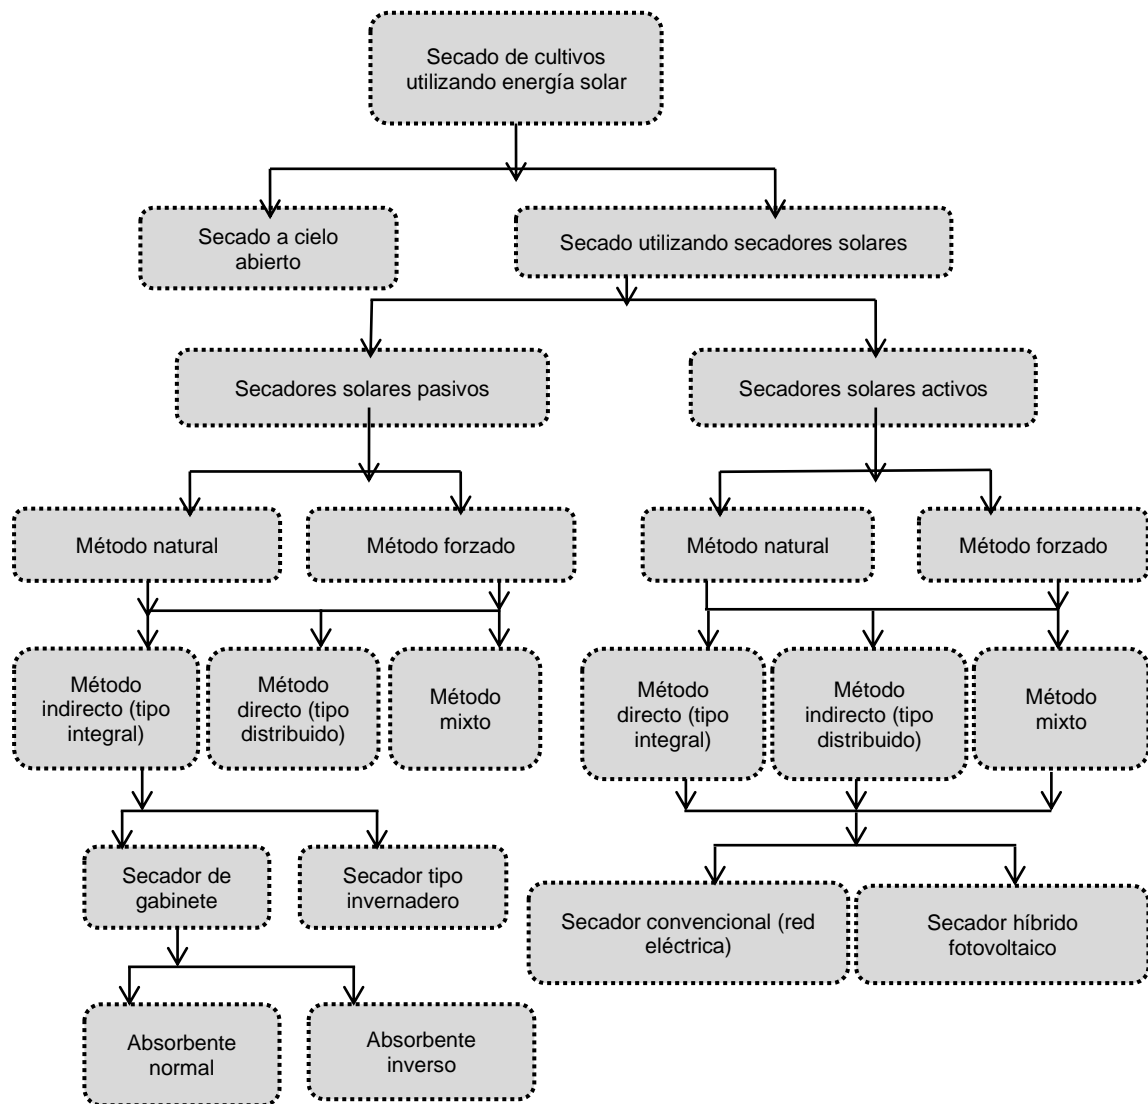 Secado de cultivos
utilizando energía solar
Secado a cielo
abierto
Secado utilizando secadores solares
Secadores solares pasivos
Secadores solares activos
Método natural
Método forzado
Método natural
Método forzado
Método
indirecto (tipo
integral)
Método
directo (tipo
distribuido)
Método
mixto
Método
directo (tipo
integral)
Método
indirecto (tipo
distribuido)
Método
mixto
Secador de
gabinete
Secador tipo
invernadero
Secador convencional (red
eléctrica)
Secador híbrido
fotovoltaico
Absorbente
normal
Absorbente
inverso